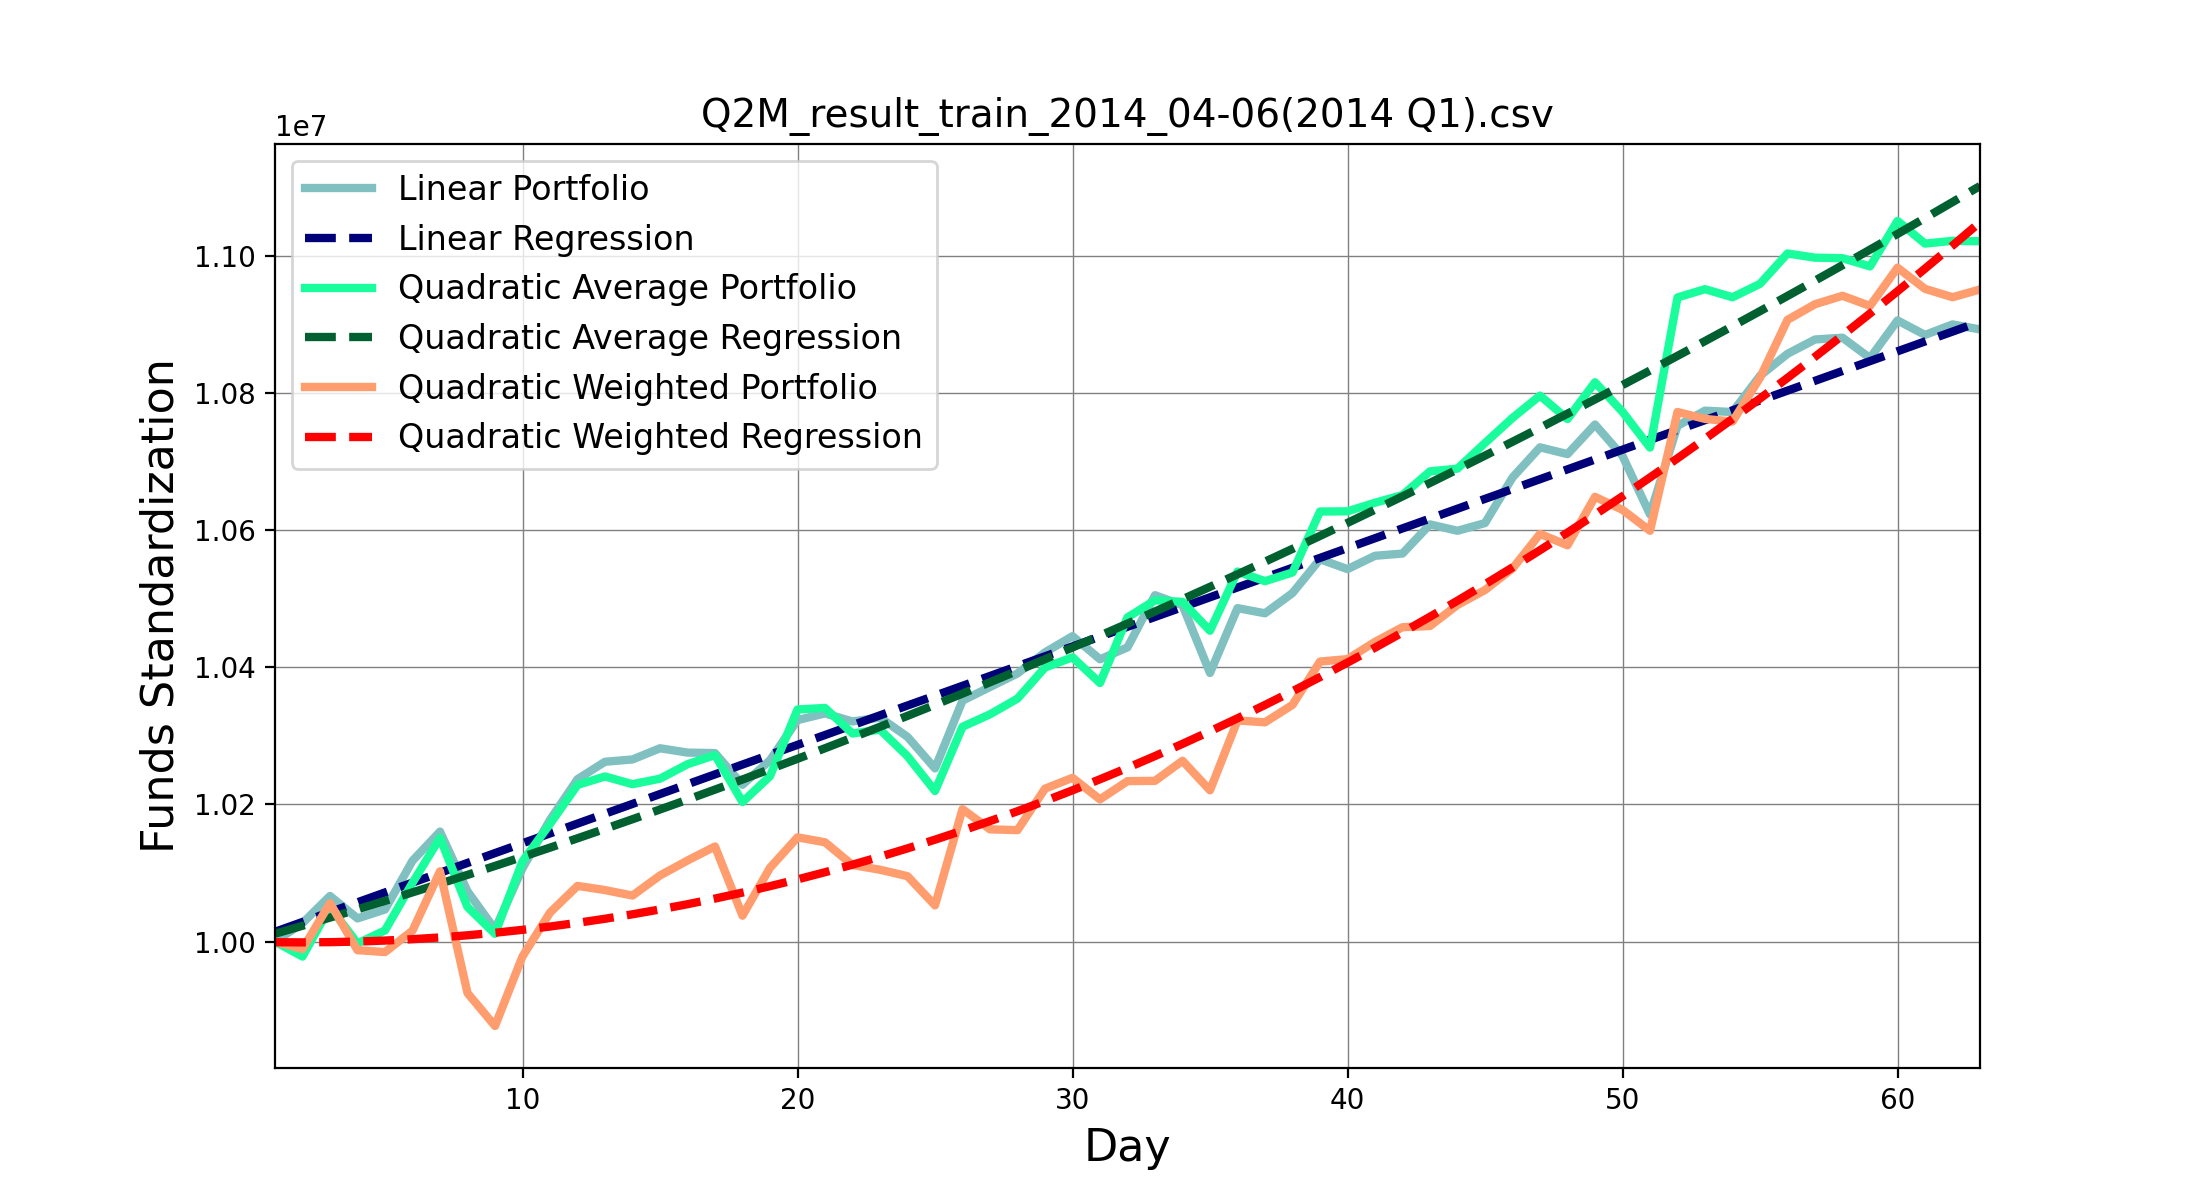 Q2M_result_train_2014_04-06(2014 Q1).csv
1e7
Linear Portfolio
Linear Regression
Quadratic Average Portfolio
Quadratic Average Regression
Quadratic Weighted Portfolio
Quadratic Weighted Regression
Funds Standardization
1.10
1.08
1.06
1.04
1.02
1.00
10 20 30 40 50 60
Day